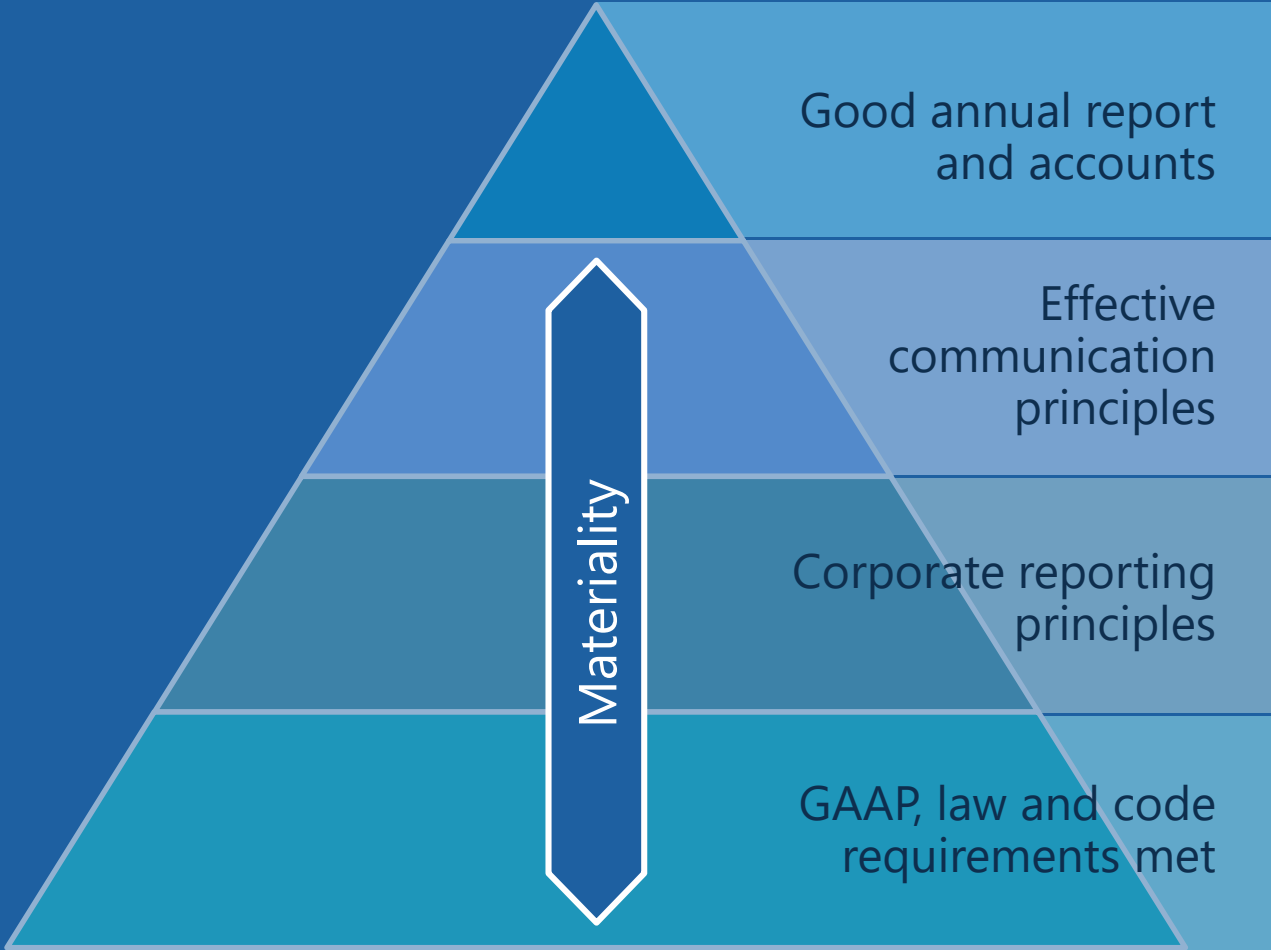 Good annual report
and accounts
Effective
communication
principles
Materiality
Corporate reporting
principles
GAAP, law and code
requirements met